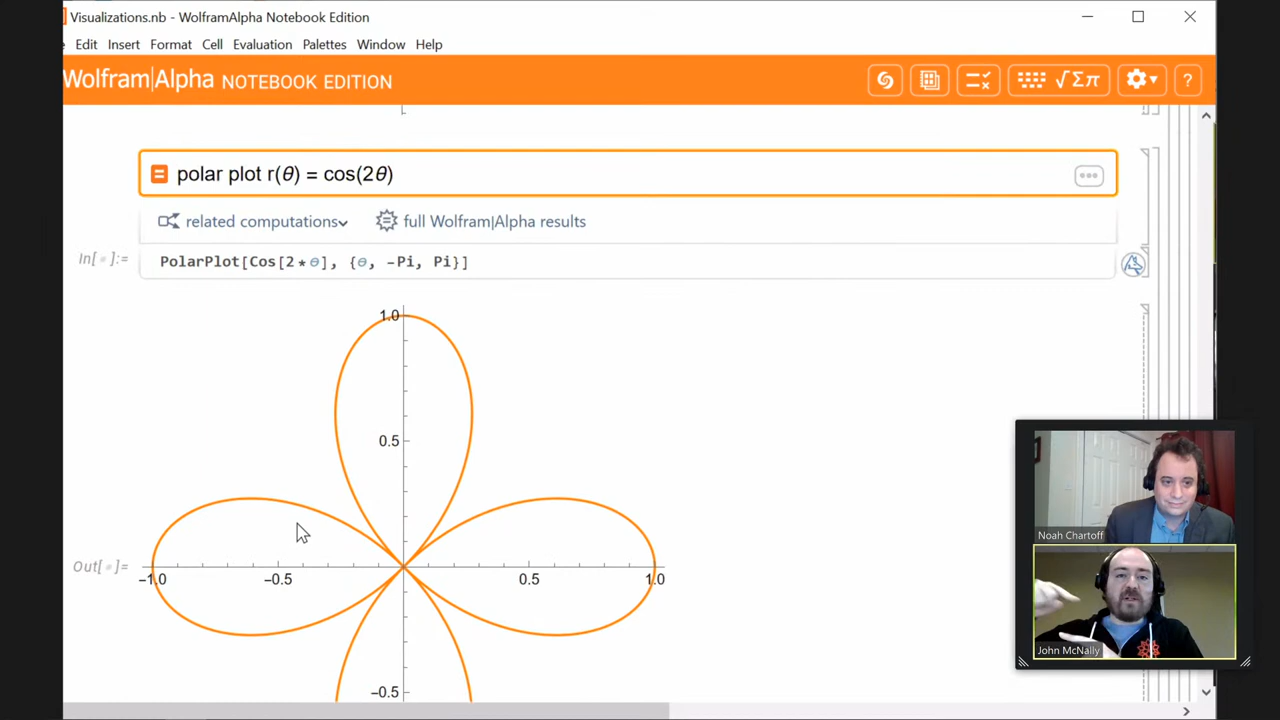 Visualizations.nb - WolframAlpha Notebook Edition
Edit Insert Format Cell Evaluation Palettes Window Help
Wolfram|Alpha NOTEBOOK EDITION
√Σπ
?
polar plot r(θ) = cos(2θ)
related computations
full Wolfram|Alpha results
In[ ]:=
PolarPlot[Cos[2*θ], {θ, -Pi, Pi}]
1.0
0.5
Out[ ]=
-1.0
-0.5
0.5
1.0
-0.5
Noah Chartoff
John McNally